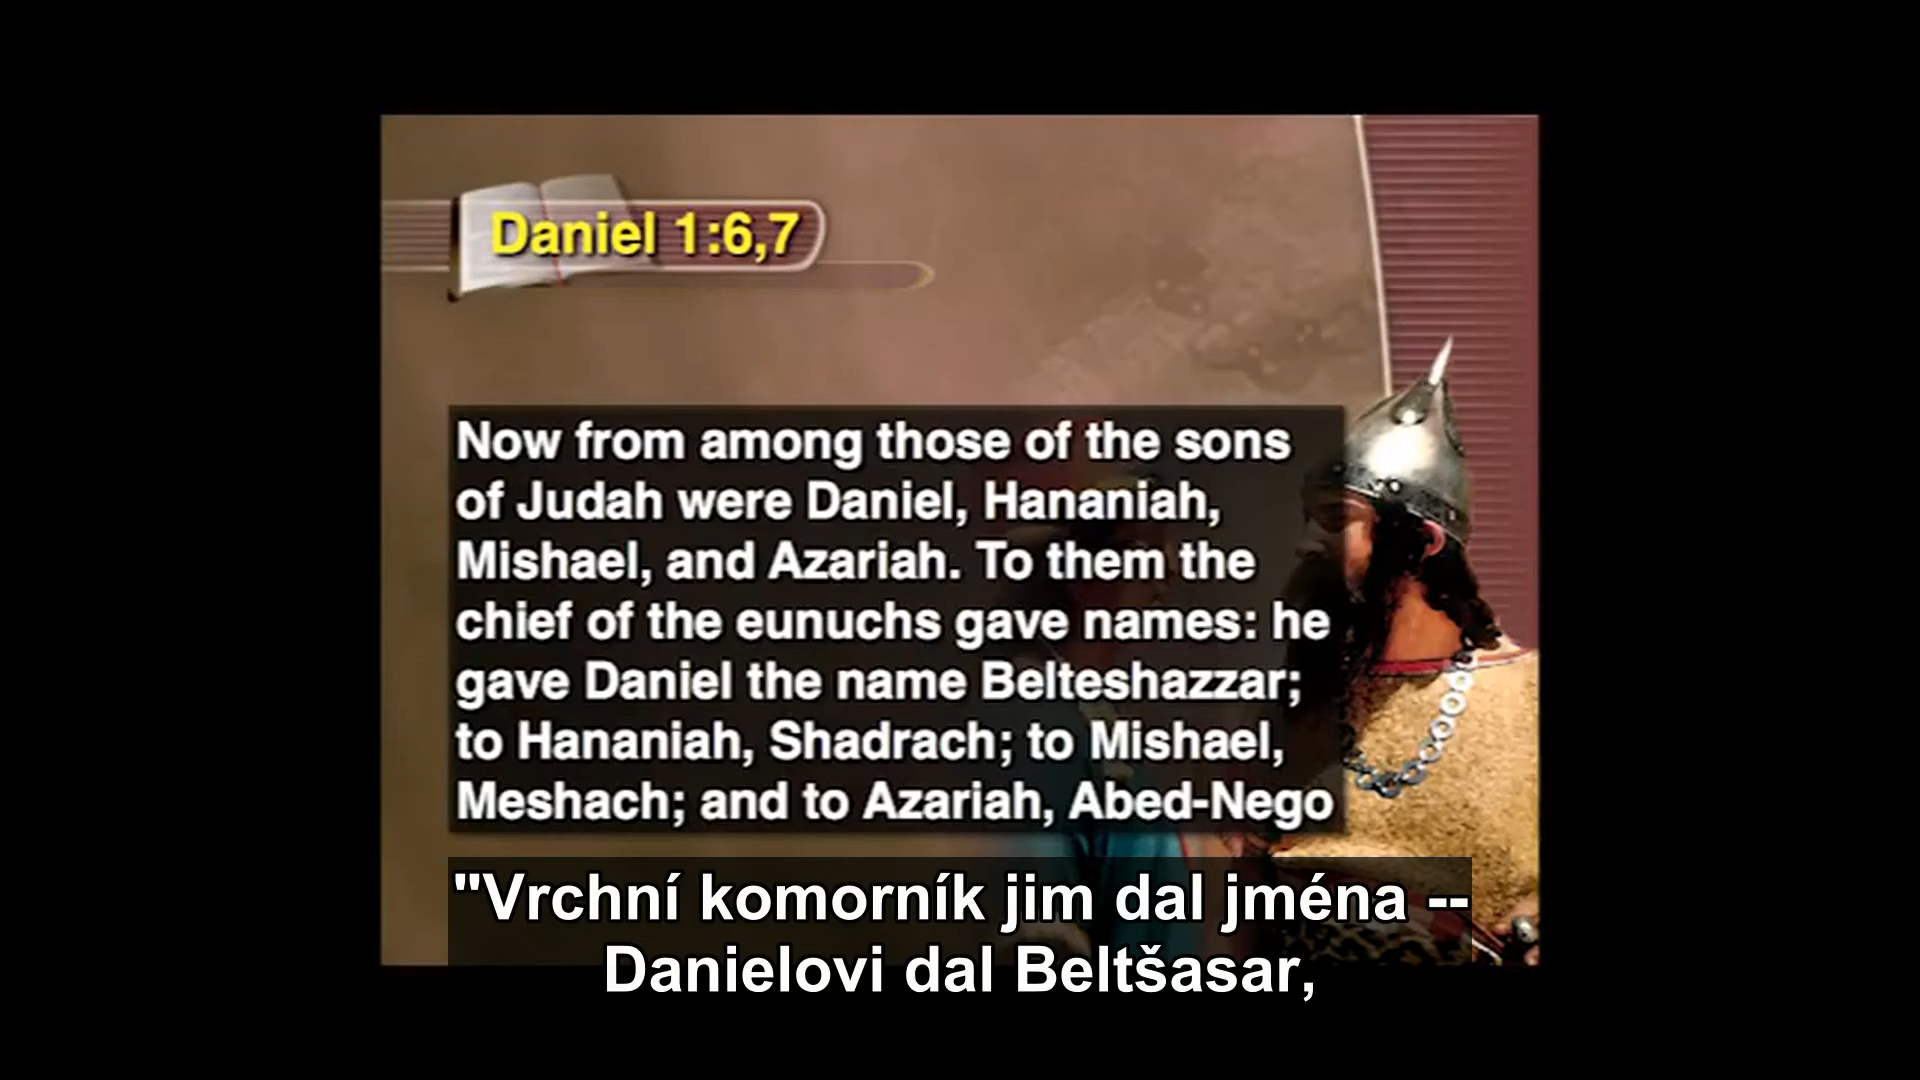 Daniel 1:6,7
Now from among those of the sons
of Judah were Daniel, Hananiah,
Mishael, and Azariah. To them the
chief of the eunuchs gave names: he
gave Daniel the name Belteshazzar;
to Hananiah, Shadrach; to Mishael,
Meshach; and to Azariah, Abed-Nego
"Vrchní komorník jim dal jména --
Danielovi dal Beltšasar,